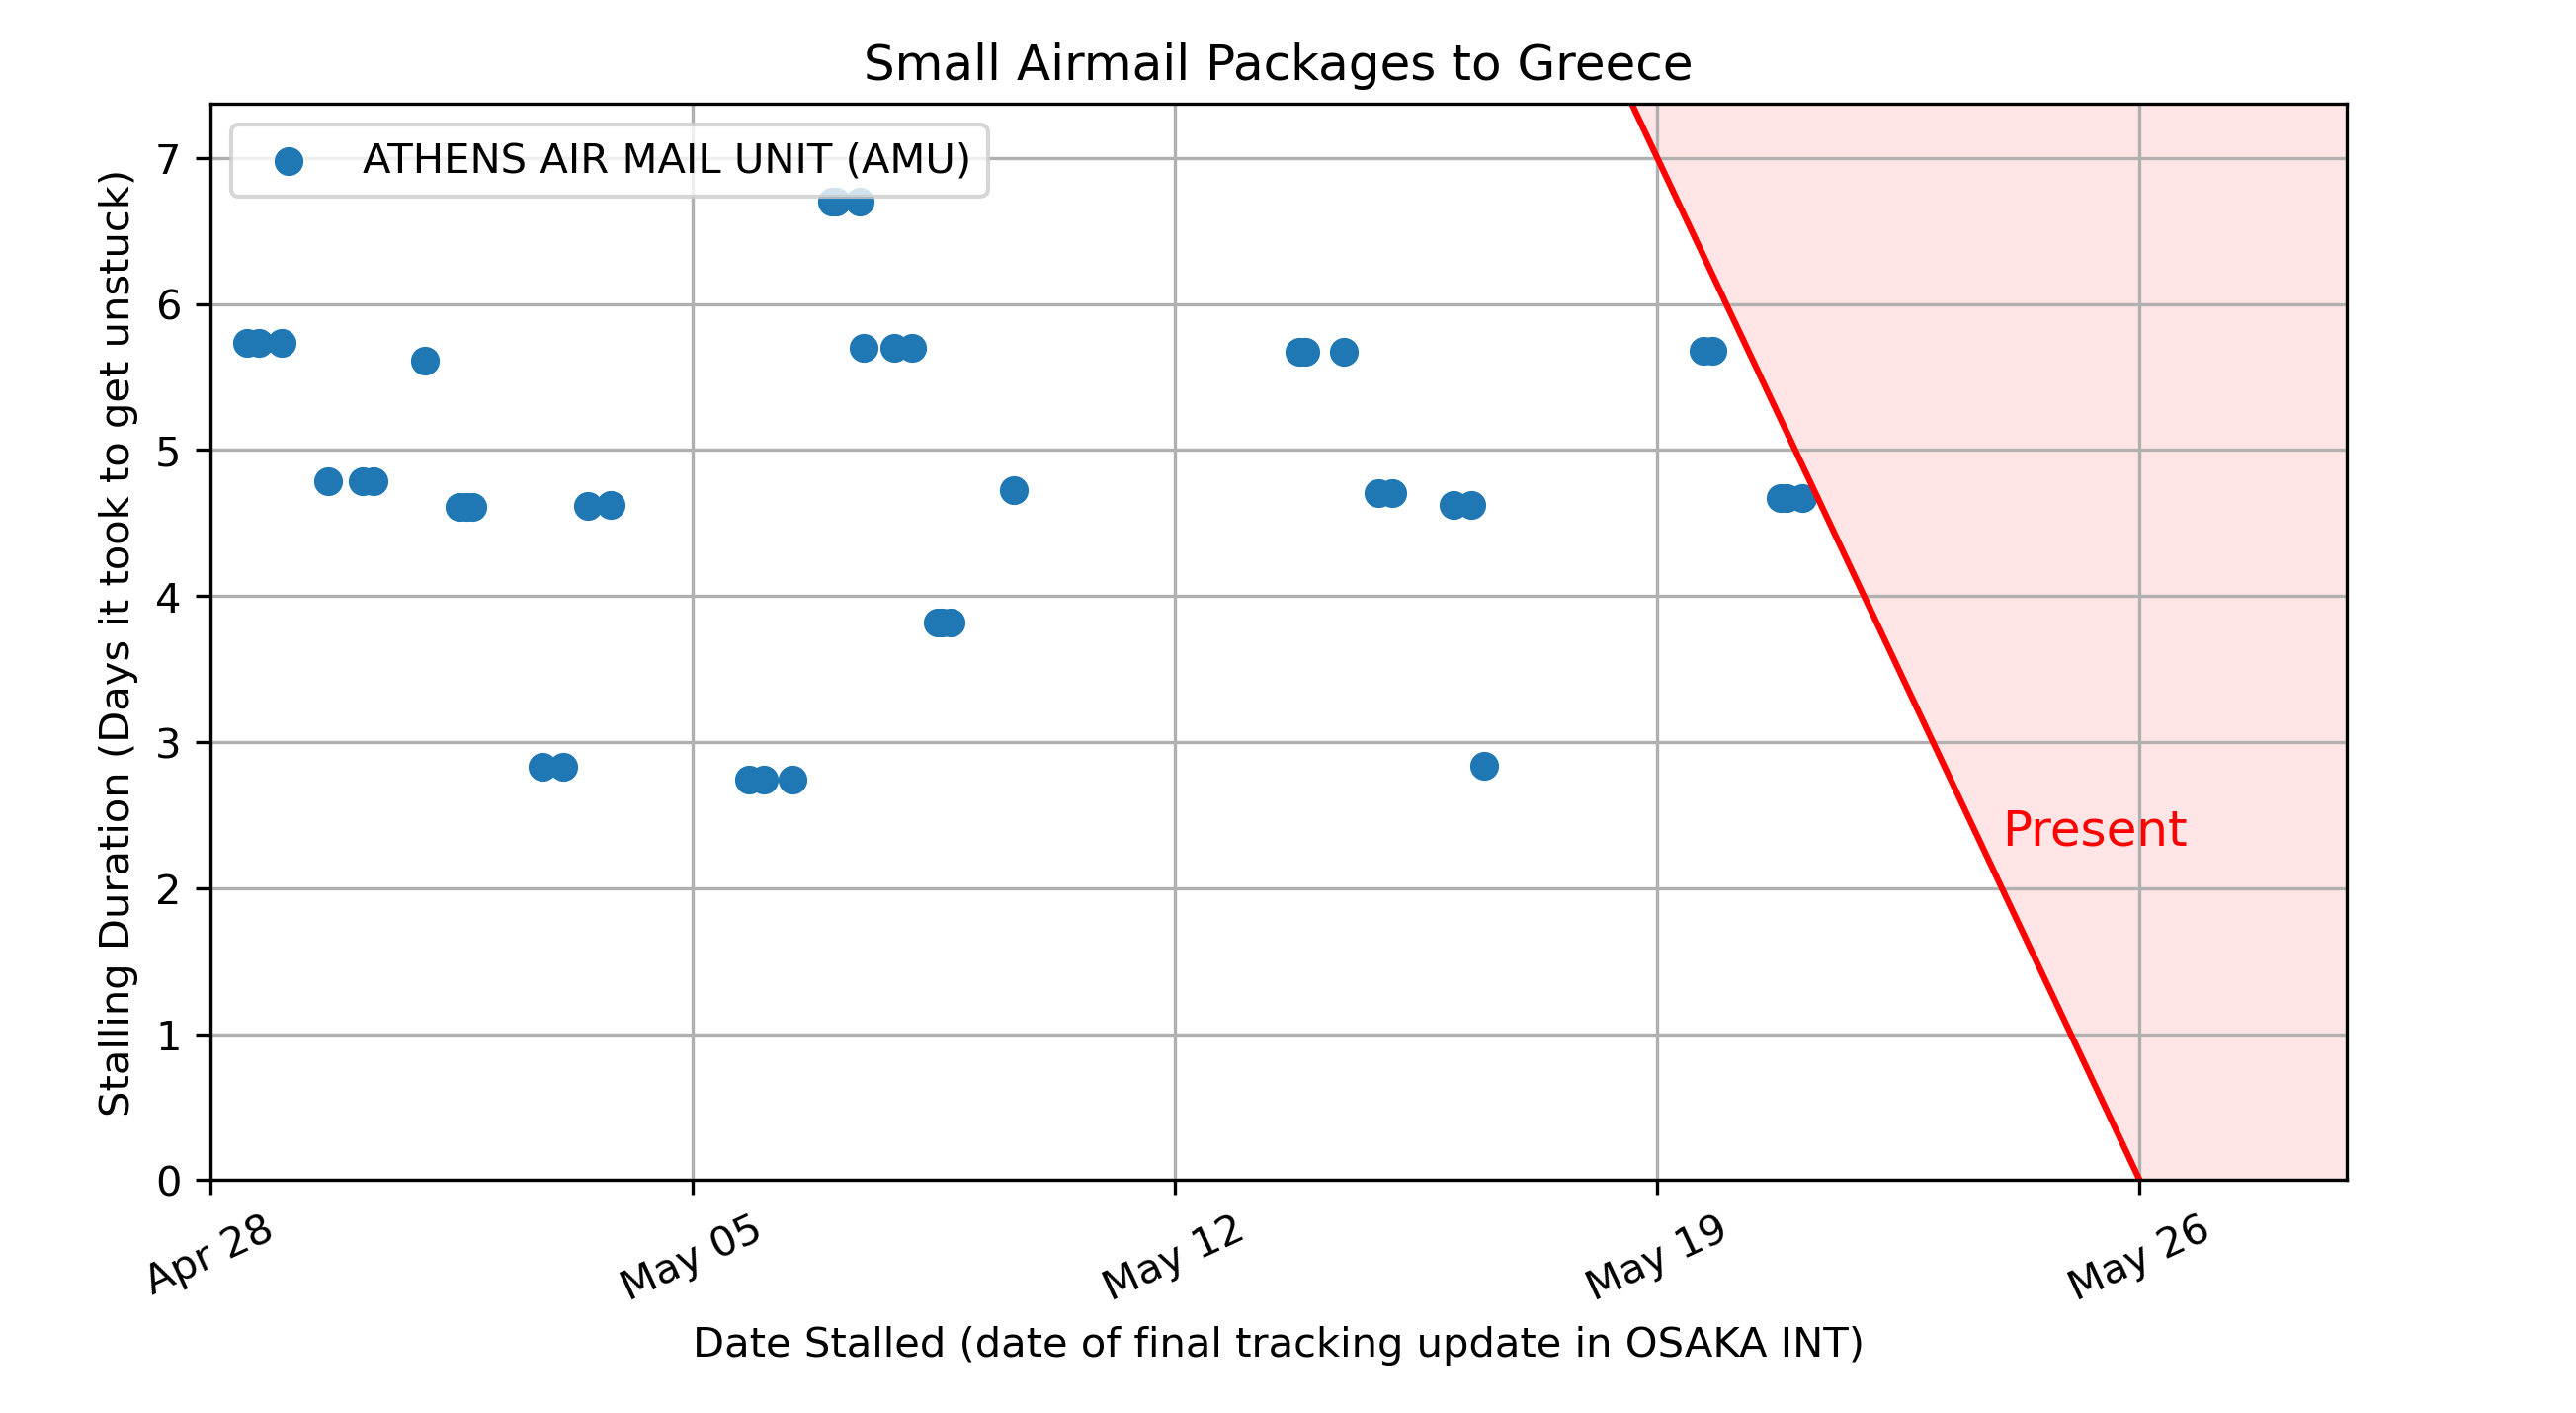 Small Airmail Packages to Greece
ATHENS AIR MAIL UNIT (AMU)
Stalling Duration (Days it took to get unstuck)
7
6
5
4
3
2
1
0
Present
Apr 28
May 05
May 12
May 19
May 26
Date Stalled (date of final tracking update in OSAKA INT)